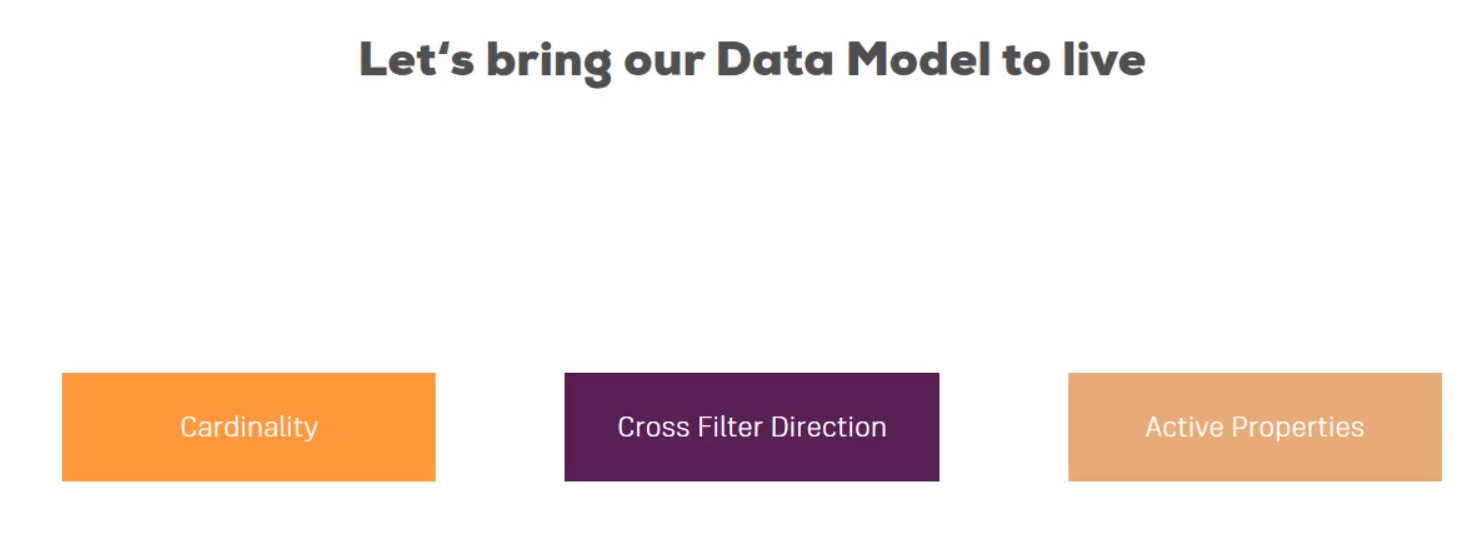 Let‘s bring our Data Model to live
Cardinality
Cross Filter Direction
Active Properties